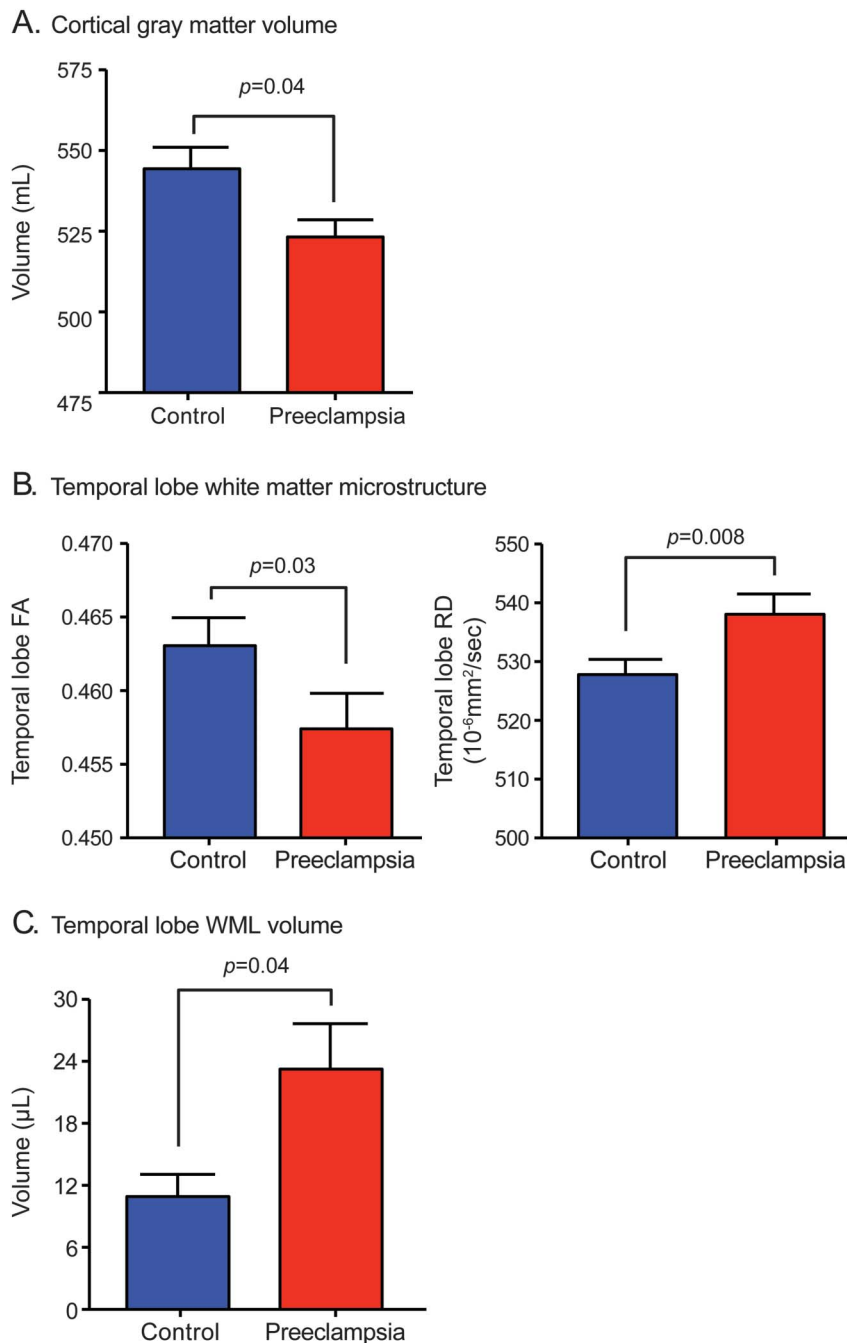 A. Cortical gray matter volume
575
p=0.04
550
525
500
475
Volume (mL)
Control
Preeclampsia
B. Temporal lobe white matter microstructure
0.470
p=0.03
0.465
0.460
0.455
0.450
Temporal lobe FA
Control
Preeclampsia
550
p=0.008
540
530
520
510
500
Temporal lobe RD
(10⁻⁶mm²/sec)
Control
Preeclampsia
C. Temporal lobe WML volume
p=0.04
30
24
18
12
6
0
Volume (µL)
Control
Preeclampsia